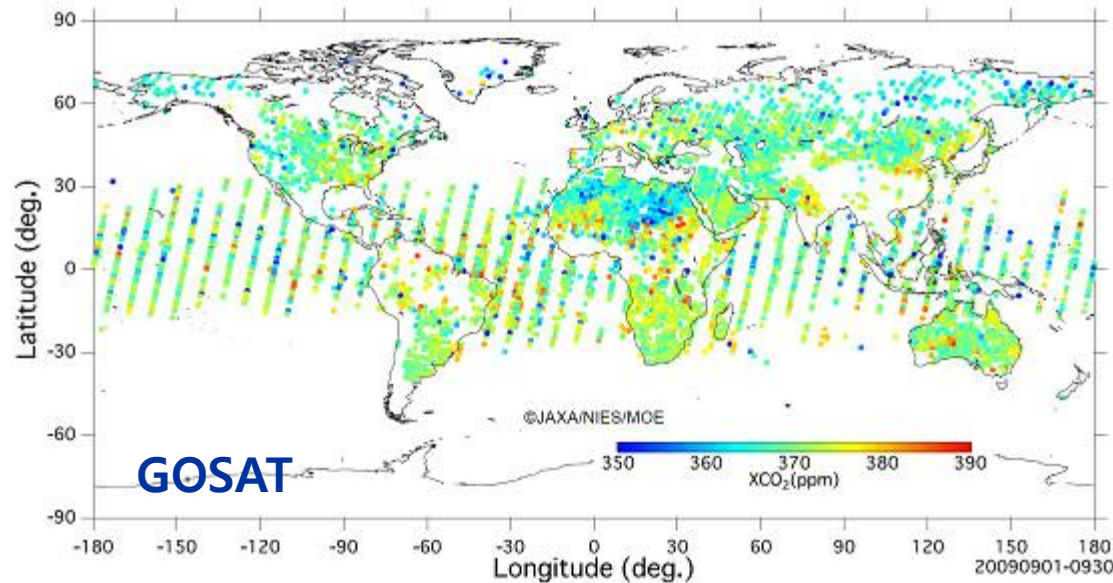 90
60
30
0
-30
-60
-90
Latitude (deg.)
©JAXA/NIES/MOE
GOSAT
350 360 370 380 390
XCO₂(ppm)
-180 -150 -120 -90 -60 -30 0 30 60 90 120 150 180
Longitude (deg.)
20090901-0930